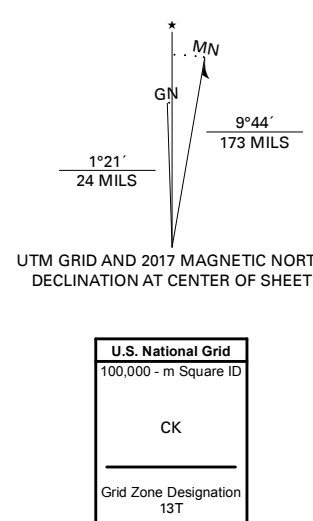 ★
MN
GN
9°44´
173 MILS
1°21´
24 MILS
UTM GRID AND 2017 MAGNETIC NORT
DECLINATION AT CENTER OF SHEET
U.S. National Grid
100,000 - m Square ID
CK
Grid Zone Designation
13T